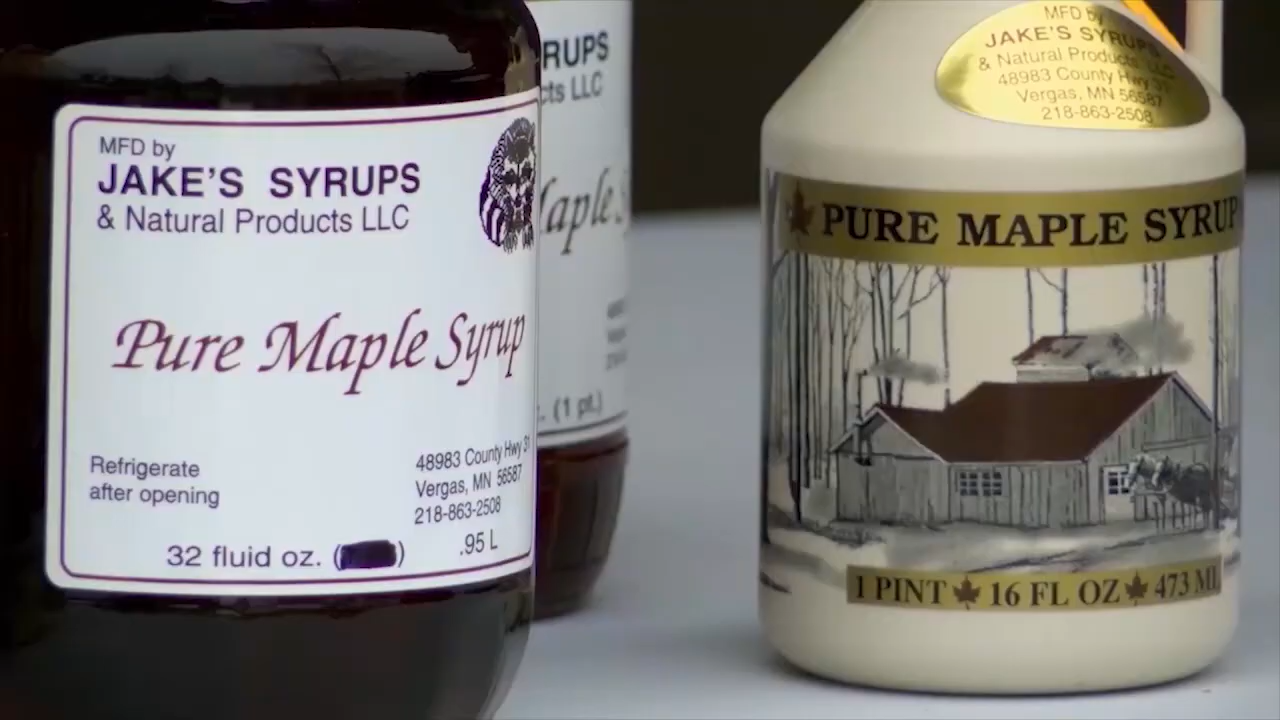 MFD by
JAKE'S SYRUPS
& Natural Products LLC
Pure Maple Syrup
Refrigerate
after opening
48983 County Hwy 31
Vergas, MN 56587
218-863-2508
32 fluid oz. ( )
.95 L
RUPS
cts LLC
Maple S
(1 pt.)
MFD by
JAKE'S SYRUPS
& Natural Products LLC
48983 County Hwy 31
Vergas, MN 56587
218-863-2508
PURE MAPLE SYRUP
1 PINT 16 FL OZ 473 ML